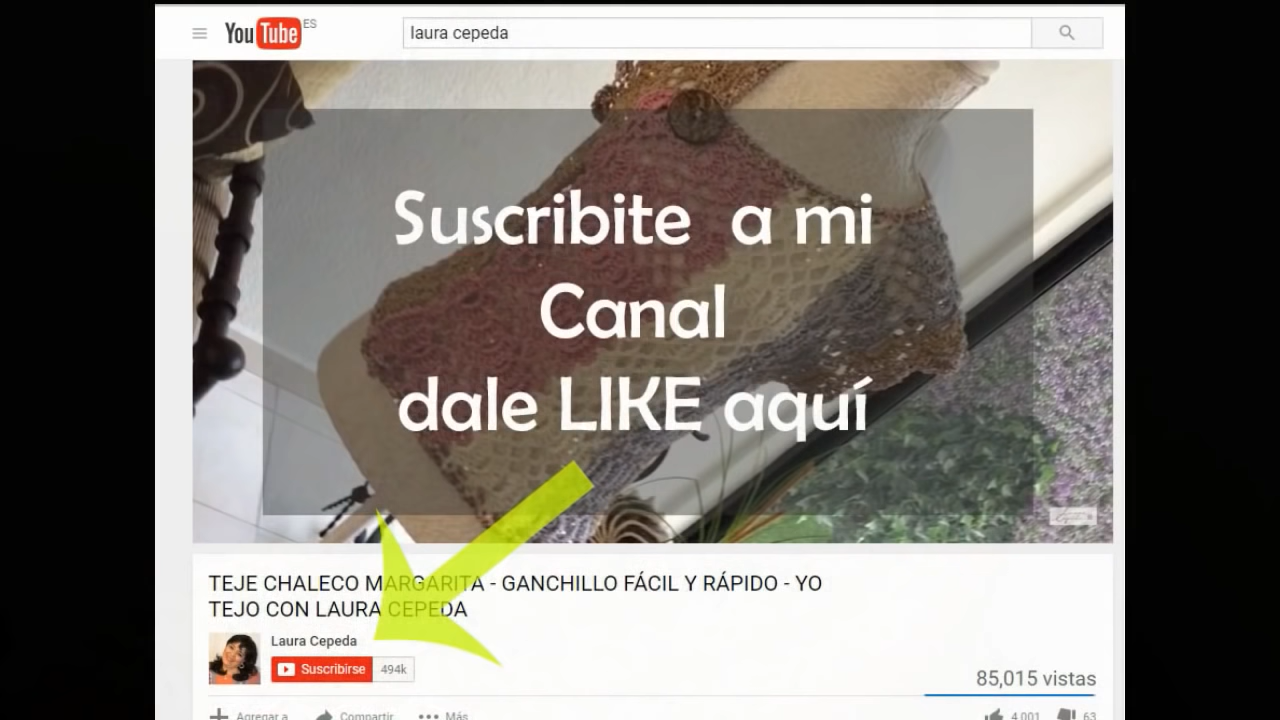 YouTube ES
laura cepeda
Suscribite a mi
Canal
dale LIKE aquí
TEJE CHALECO MARGARITA - GANCHILLO FÁCIL Y RÁPIDO - YO
TEJO CON LAURA CEPEDA
Laura Cepeda
Suscribirse 494k
85,015 vistas
Agregar a Compartir Más 4,001 63